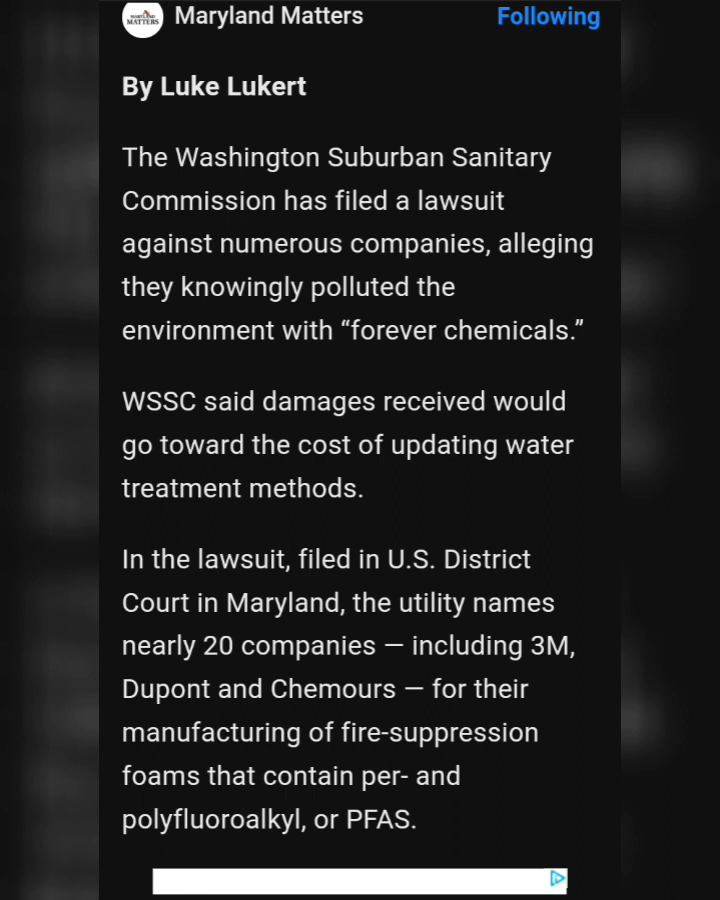 MARYLAND
MATTERS
Maryland Matters
Following
By Luke Lukert
The Washington Suburban Sanitary
Commission has filed a lawsuit
against numerous companies, alleging
they knowingly polluted the
environment with “forever chemicals.”
WSSC said damages received would
go toward the cost of updating water
treatment methods.
In the lawsuit, filed in U.S. District
Court in Maryland, the utility names
nearly 20 companies — including 3M,
Dupont and Chemours — for their
manufacturing of fire-suppression
foams that contain per- and
polyfluoroalkyl, or PFAS.